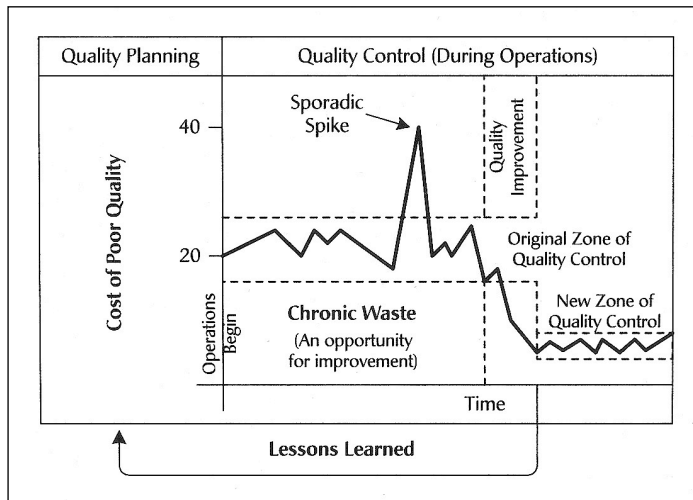 Quality Planning
Quality Control (During Operations)
Sporadic
Spike
Quality
Improvement
40
20
Cost of Poor Quality
Original Zone of
Quality Control
New Zone of
Quality Control
Chronic Waste
(An opportunity
for improvement)
Operations
Begin
Time
Lessons Learned